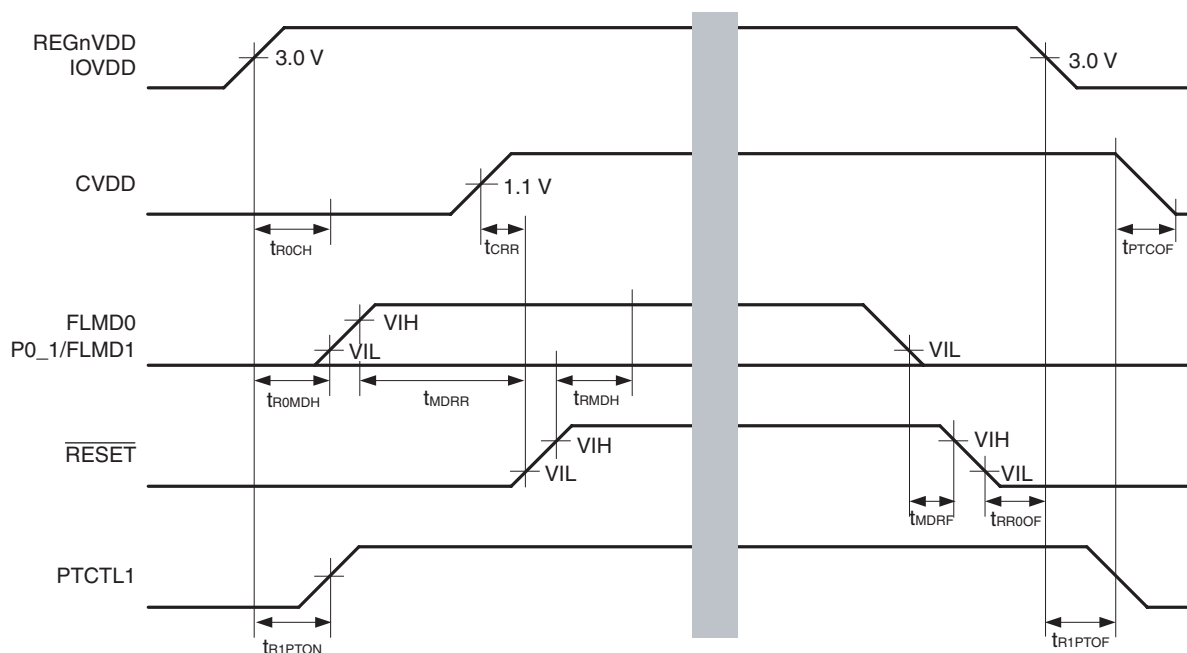 REGnVDD
IOVDD
3.0 V
3.0 V
CVDD
1.1 V
tR0CH
tCRR
tPTCOF
FLMD0
P0_1/FLMD1
VIH
VIL
VIL
tR0MDH
tMDRR
tRMDH
RESET
VIH
VIL
VIH
VIL
tMDRF
tRR0OF
PTCTL1
tR1PTON
tR1PTOF